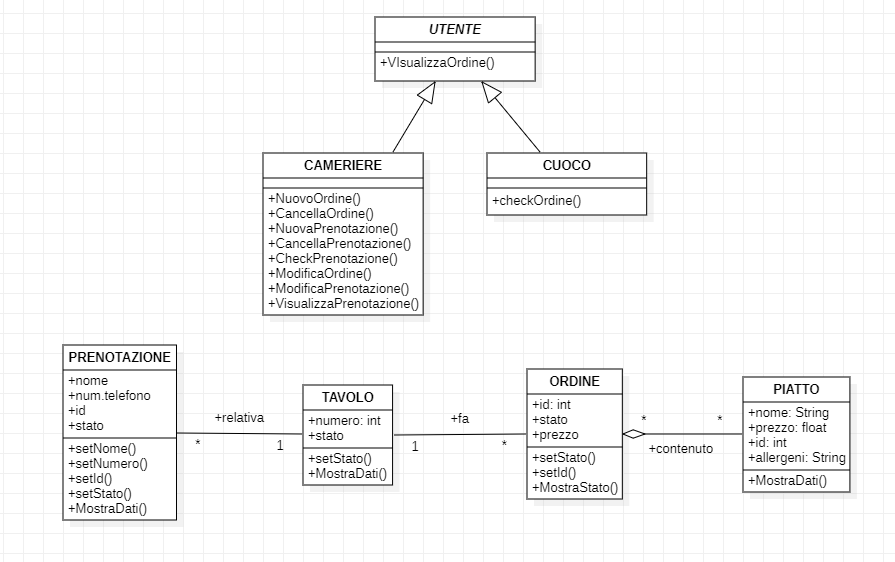 UTENTE
+VIsualizzaOrdine()
CAMERIERE
+NuovoOrdine()
+CancellaOrdine()
+NuovaPrenotazione()
+CancellaPrenotazione()
+CheckPrenotazione()
+ModificaOrdine()
+ModificaPrenotazione()
+VisualizzaPrenotazione()
CUOCO
+checkOrdine()
PRENOTAZIONE
+nome
+num.telefono
+id
+stato
+setNome()
+setNumero()
+setId()
+setStato()
+MostraDati()
+relativa
*
1
TAVOLO
+numero: int
+stato
+setStato()
+MostraDati()
+fa
1
*
ORDINE
+id: int
+stato
+prezzo
+setStato()
+setId()
+MostraStato()
*
*
+contenuto
PIATTO
+nome: String
+prezzo: float
+id: int
+allergeni: String
+MostraDati()